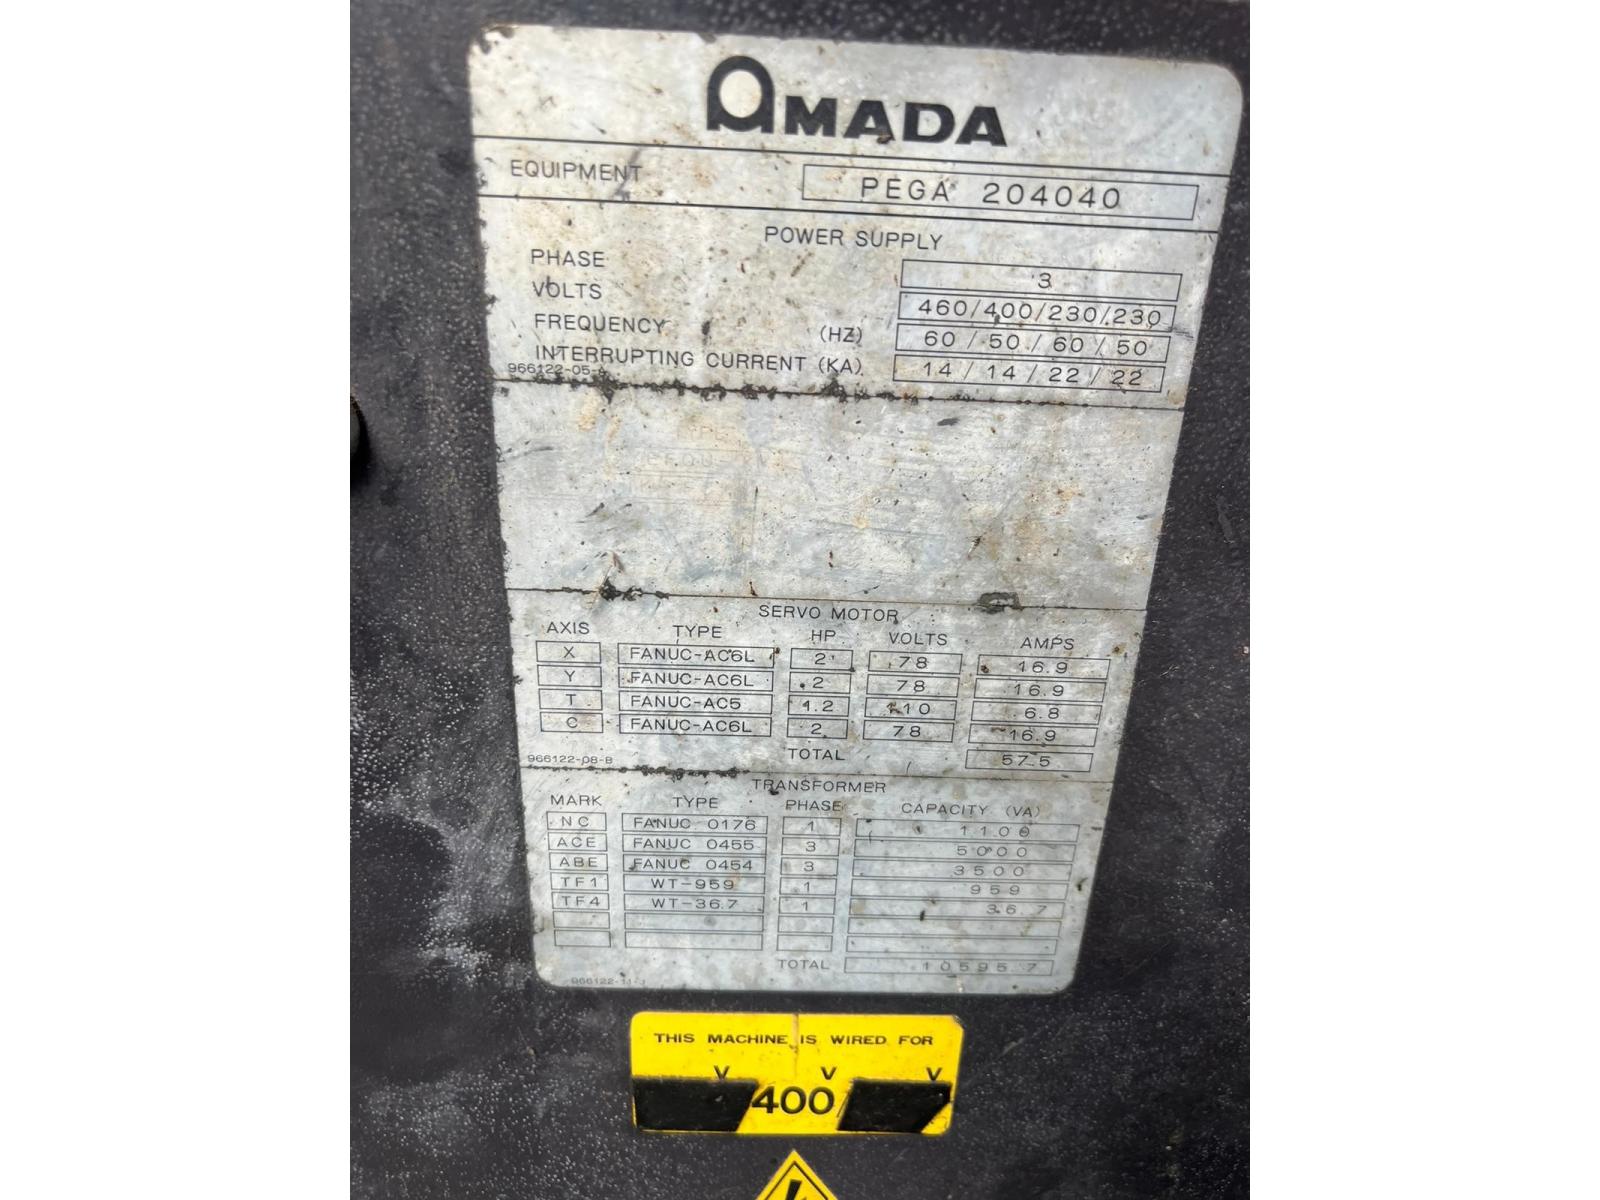 AMADA
EQUIPMENT PEGA 204040
POWER SUPPLY
PHASE 3
VOLTS 460/400/230/230
FREQUENCY (HZ) 60/50/60/50
INTERRUPTING CURRENT (KA) 14/14/22/22
966122-05-A
SERVO MOTOR
AXIS TYPE HP VOLTS AMPS
X FANUC-AC6L 2 78 16.9
Y FANUC-AC6L 2 78 16.9
T FANUC-AC5 1.2 110 6.8
C FANUC-AC6L 2 78 16.9
TOTAL 57.5
966122-08-B
TRANSFORMER
MARK TYPE PHASE CAPACITY (VA)
NC FANUC 0176 1 1100
ACE FANUC 0455 3 5000
ABE FANUC 0454 3 3500
TF1 WT-959 1 959
TF4 WT-36.7 1 36.7
TOTAL 10595.7
THIS MACHINE IS WIRED FOR
V V V
400/